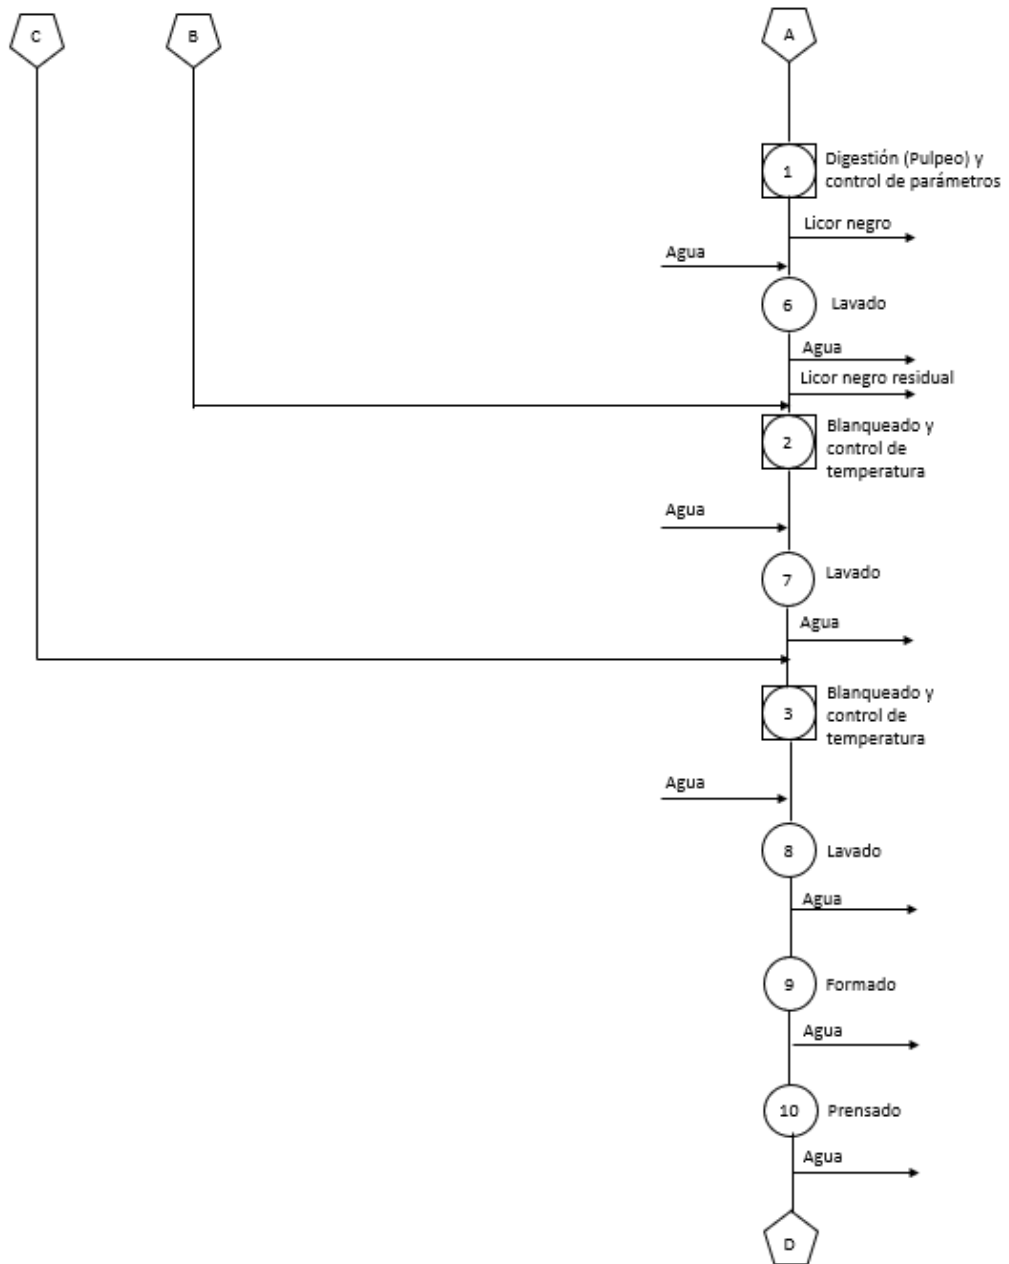 C
B
A
1
Digestión (Pulpeo) y
control de parámetros
Licor negro
Agua
6
Lavado
Agua
Licor negro residual
2
Blanqueado y
control de
temperatura
Agua
7
Lavado
Agua
3
Blanqueado y
control de
temperatura
Agua
8
Lavado
Agua
9
Formado
Agua
10
Prensado
Agua
D